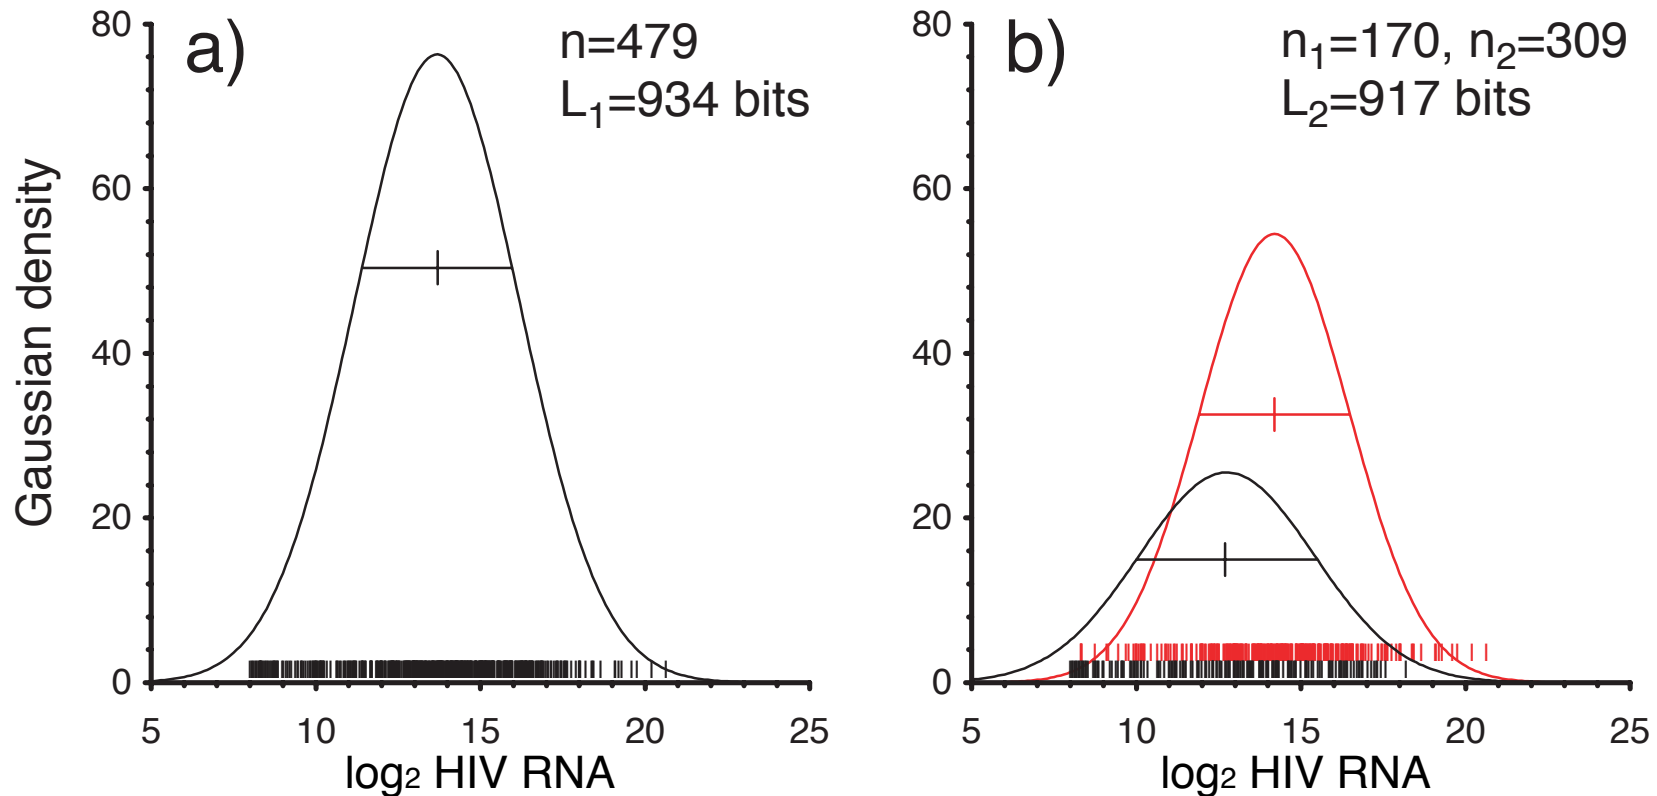 a)
n=479
L₁=934 bits
Gaussian density
80
60
40
20
0
5 10 15 20 25
log₂ HIV RNA
b)
n₁=170, n₂=309
L₂=917 bits
80
60
40
20
0
5 10 15 20 25
log₂ HIV RNA